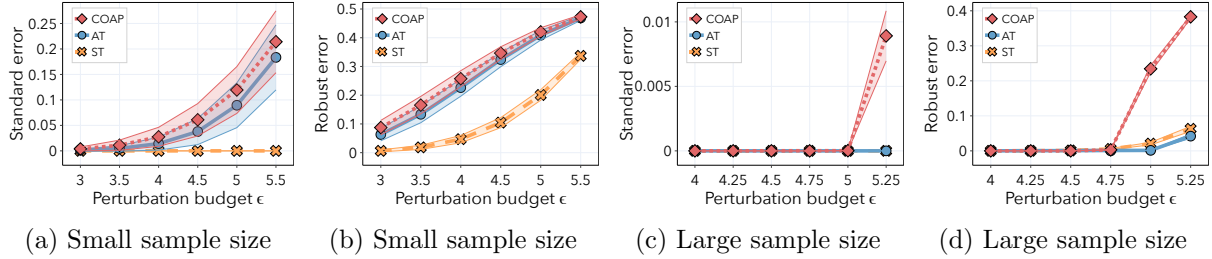 Standard error
0.25
0.2
0.15
0.1
0.05
0
COAP
AT
ST
3 3.5 4 4.5 5 5.5
Perturbation budget ϵ
(a) Small sample size
Robust error
0.5
0.4
0.3
0.2
0.1
0
COAP
AT
ST
3 3.5 4 4.5 5 5.5
Perturbation budget ϵ
(b) Small sample size
Standard error
0.01
0.005
0
COAP
AT
ST
4 4.25 4.5 4.75 5 5.25
Perturbation budget ϵ
(c) Large sample size
Robust error
0.4
0.2
0
COAP
AT
ST
4 4.25 4.5 4.75 5 5.25
Perturbation budget ϵ
(d) Large sample size